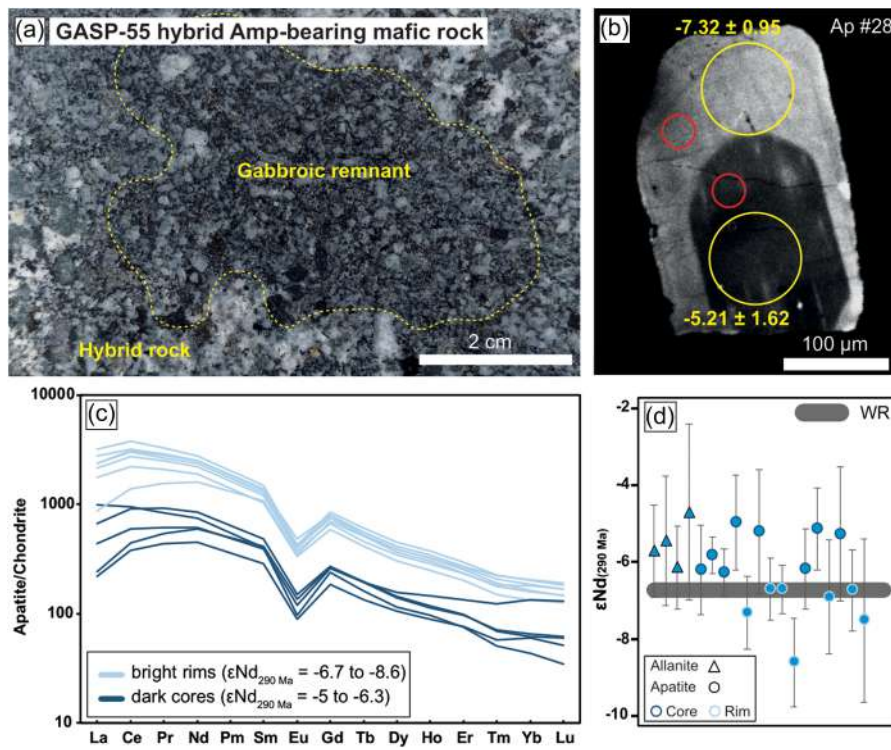 (a) GASP-55 hybrid Amp-bearing mafic rock
Gabbroic remnant
Hybrid rock
2 cm
(b)
-7.32 ± 0.95
Ap #28
-5.21 ± 1.62
100 µm
(c)
Apatite/Chondrite
10000
1000
100
10
bright rims (εNd290 Ma = -6.7 to -8.6)
dark cores (εNd290 Ma = -5 to -6.3)
La Ce Pr Nd Pm Sm Eu Gd Tb Dy Ho Er Tm Yb Lu
(d)
WR
εNd(290 Ma)
-2
-4
-6
-8
-10
Allanite
Apatite
Core
Rim